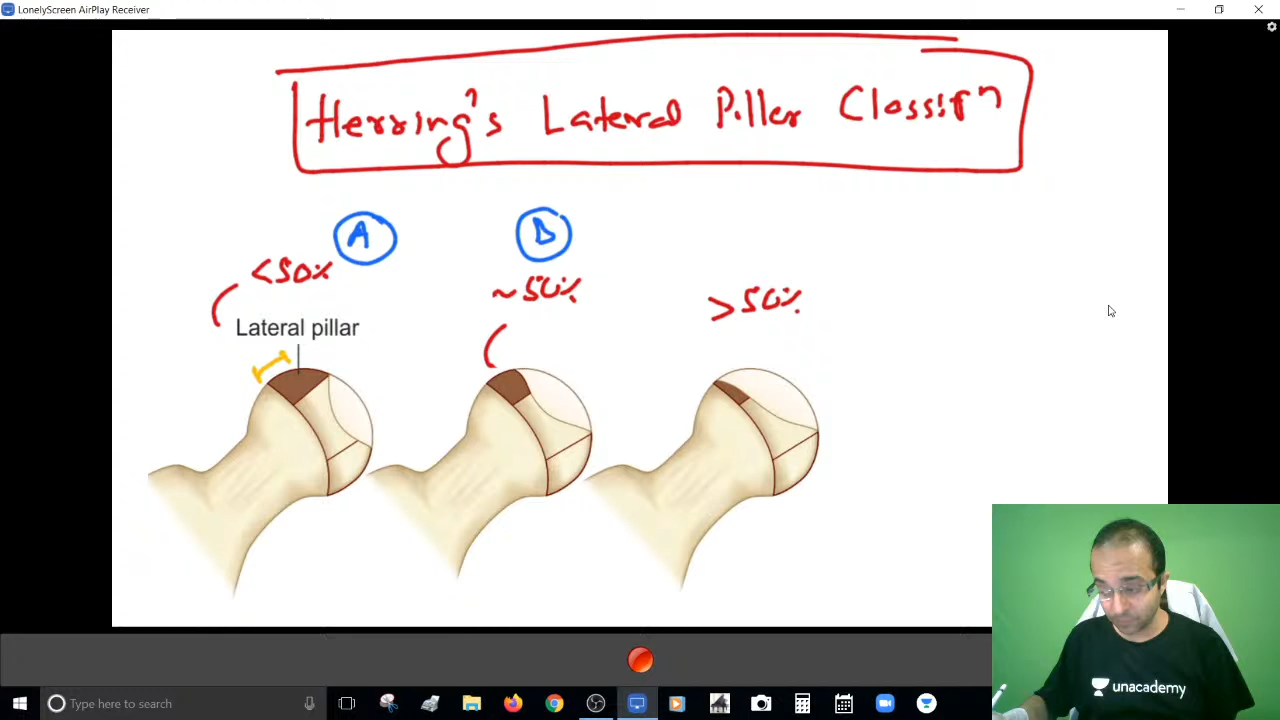 LonelyScreen AirPlay Receiver
Herring's Lateral Piller Classifn
A
B
<50%
~50%
>50%
Lateral pillar
unacademy
Type here to search